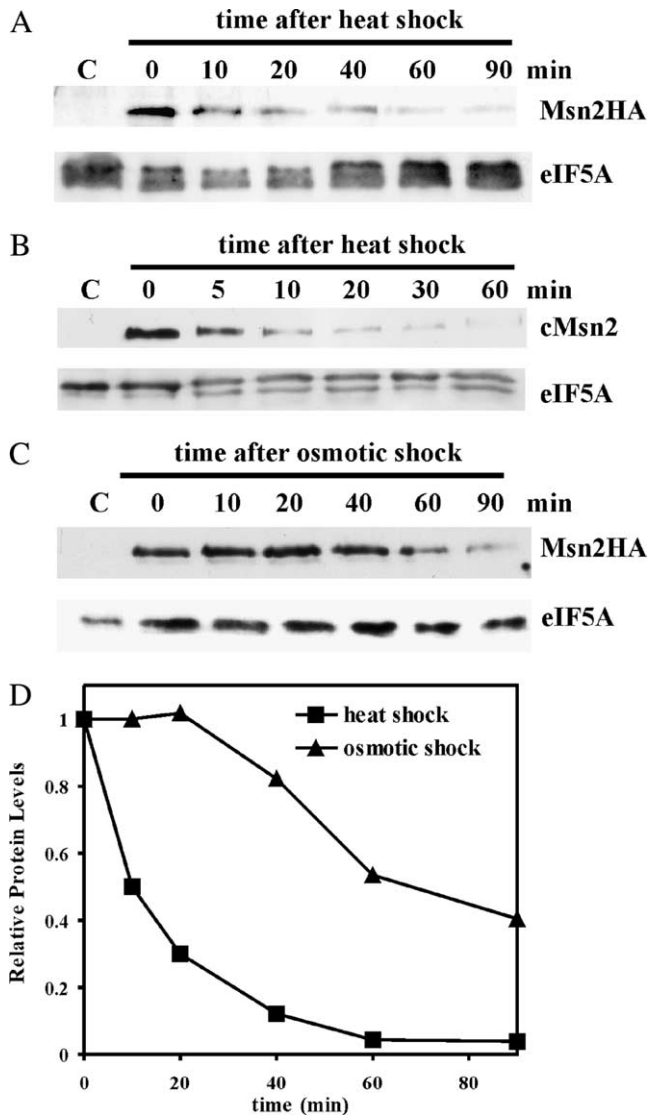 A
time after heat shock
C 0 10 20 40 60 90 min
Msn2HA
eIF5A
B
time after heat shock
C 0 5 10 20 30 60 min
cMsn2
eIF5A
C
time after osmotic shock
C 0 10 20 40 60 90 min
Msn2HA
eIF5A
D
heat shock
osmotic shock
Relative Protein Levels
1
0.8
0.6
0.4
0.2
0
0 20 40 60 80
time (min)